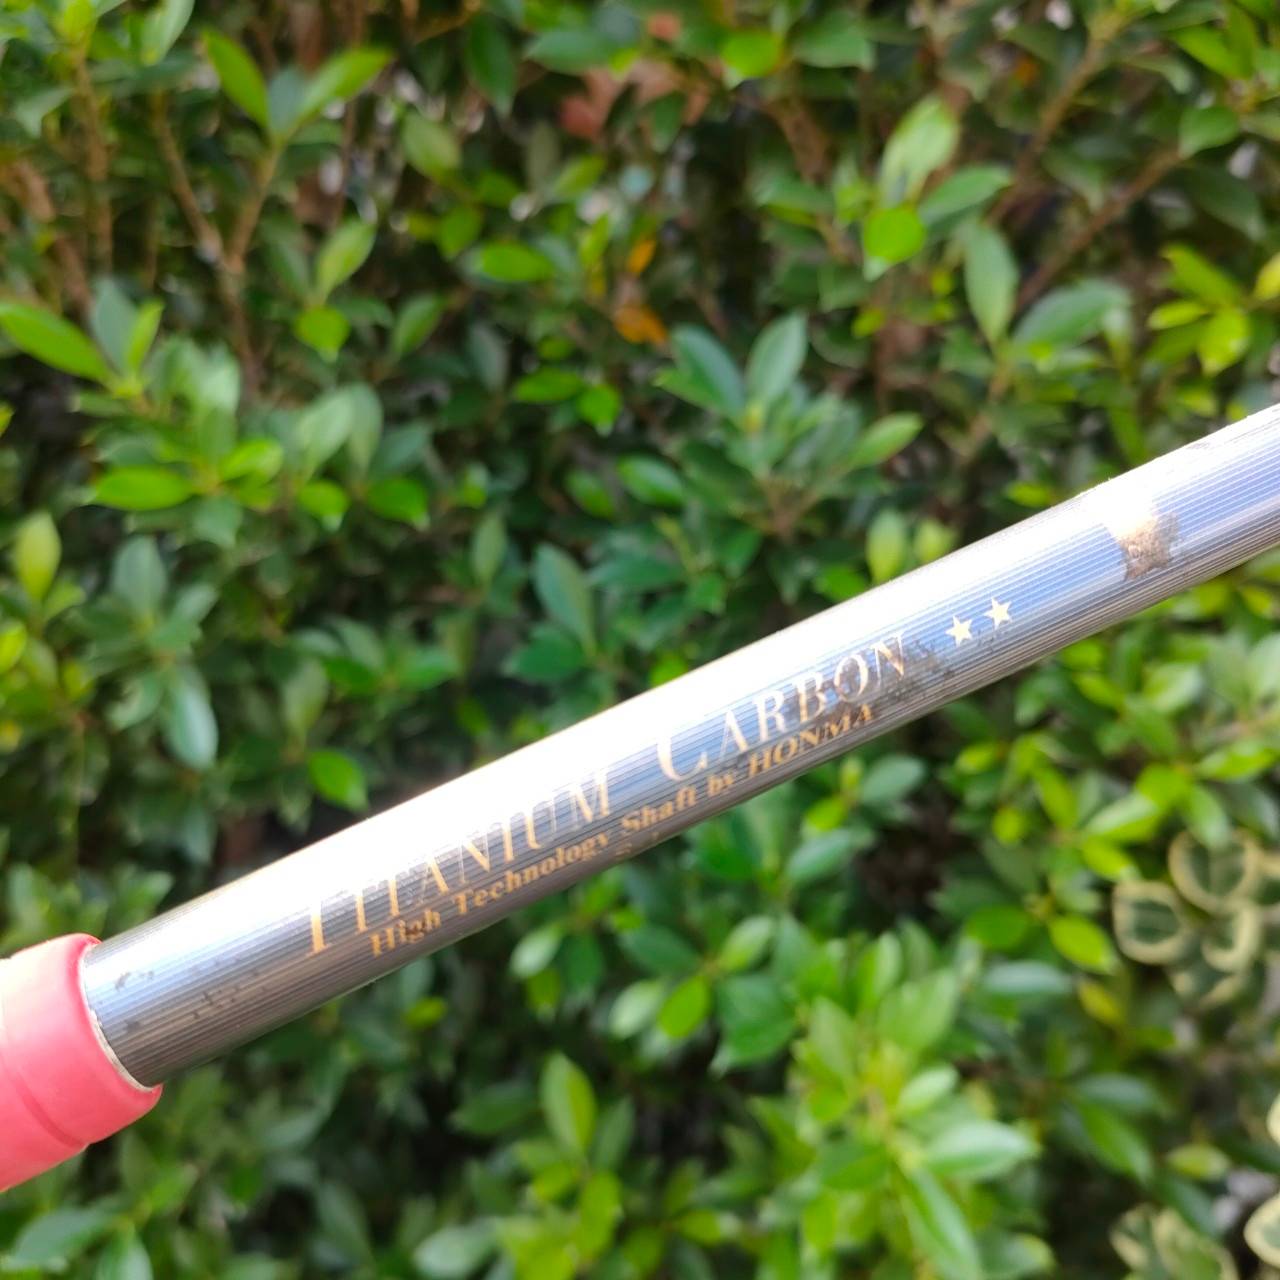 TITANIUM CARBON ★★
High Technology Shaft by HONMA